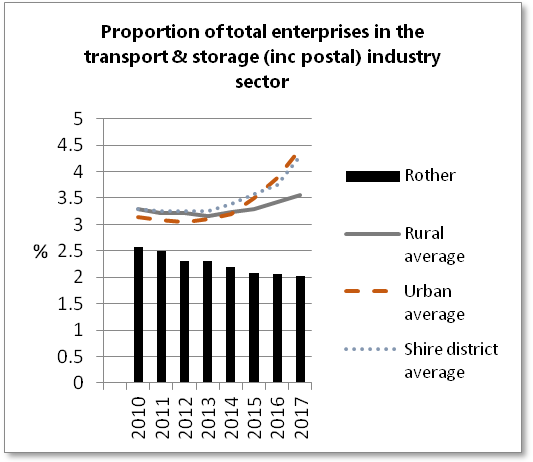 Proportion of total enterprises in the
transport & storage (inc postal) industry
sector
5
4.5
4
3.5
3
2.5
2
1.5
1
0.5
0
%
2010
2011
2012
2013
2014
2015
2016
2017
Rother
Rural
average
Urban
average
Shire district
average